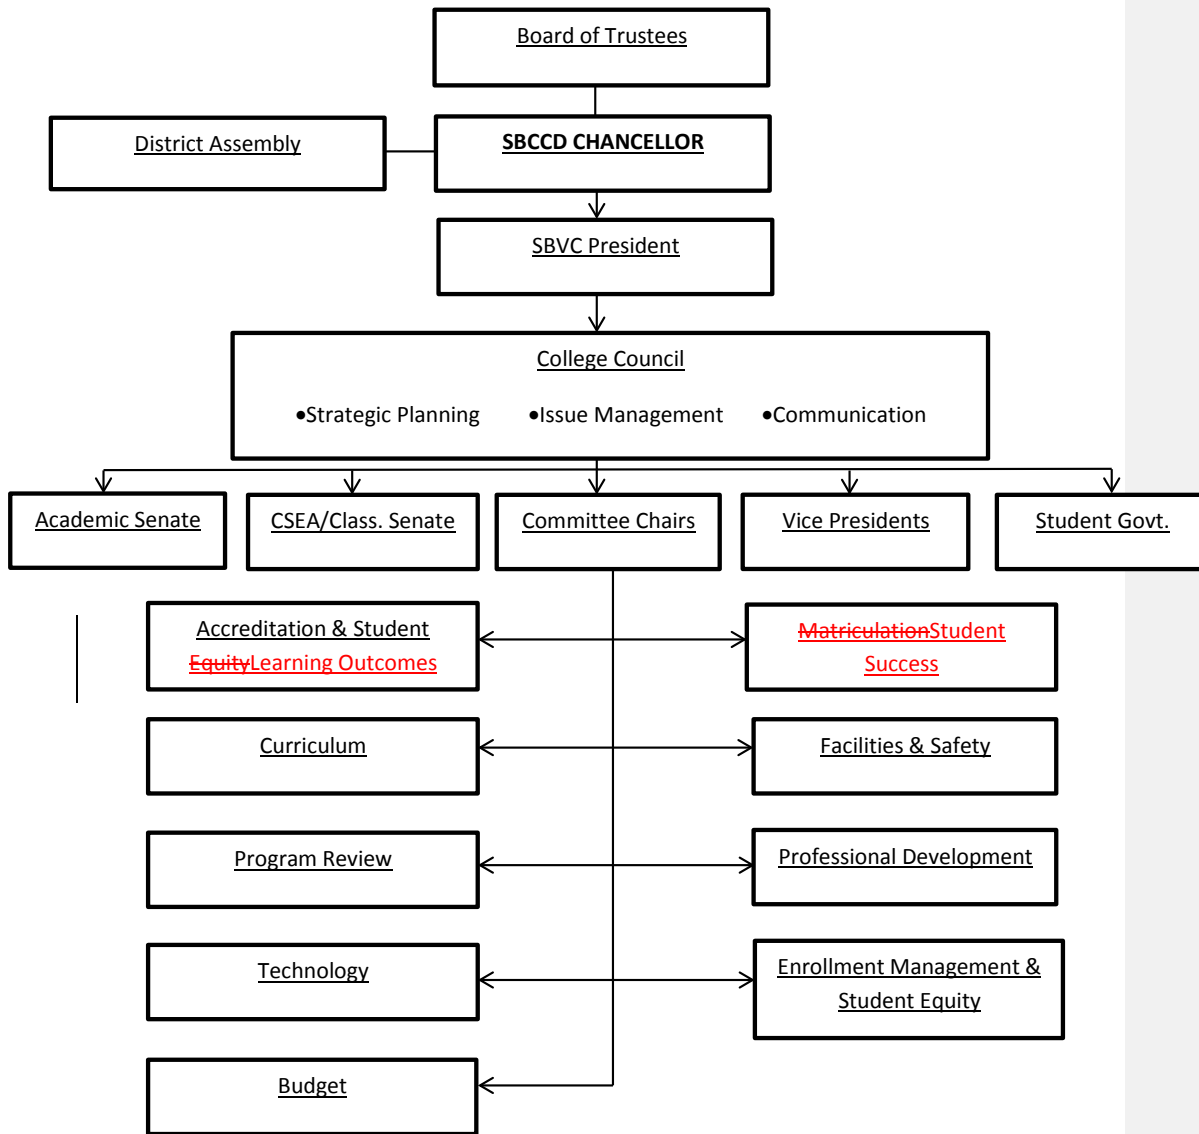 Board of Trustees
District Assembly
SBCCD CHANCELLOR
SBVC President
College Council
•Strategic Planning •Issue Management •Communication
Academic Senate
CSEA/Class. Senate
Committee Chairs
Vice Presidents
Student Govt.
Accreditation & Student
EquityLearning Outcomes
MatriculationStudent
Success
Curriculum
Facilities & Safety
Program Review
Professional Development
Technology
Enrollment Management &
Student Equity
Budget